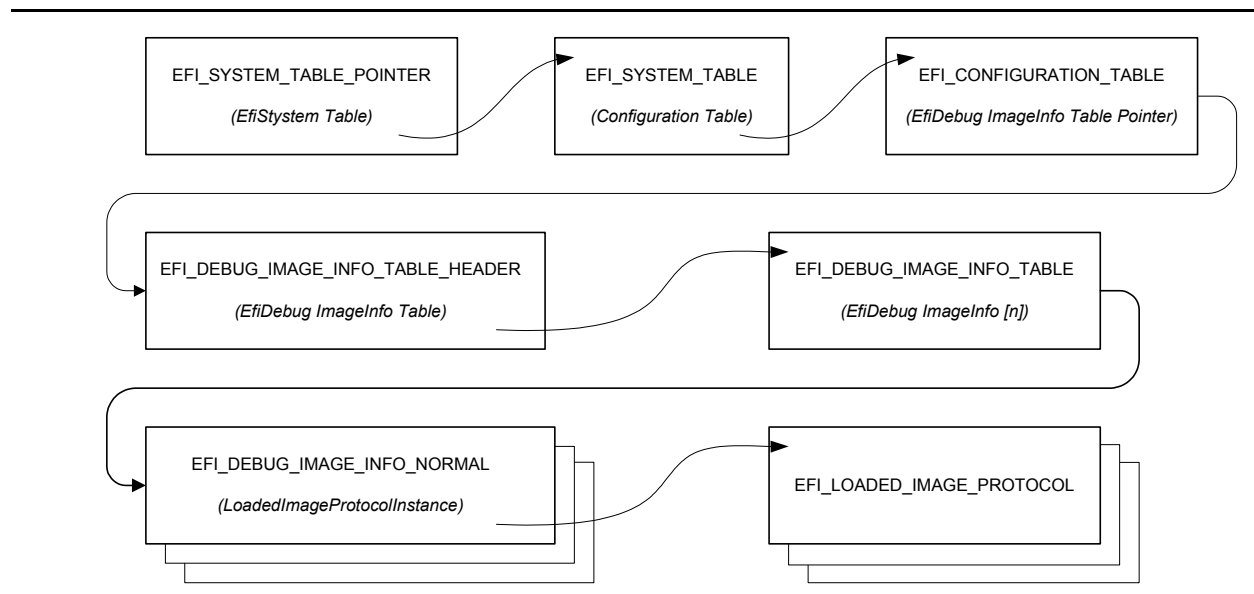 EFI_SYSTEM_TABLE_POINTER
(EfiStystem Table)
EFI_SYSTEM_TABLE
(Configuration Table)
EFI_CONFIGURATION_TABLE
(EfiDebug ImageInfo Table Pointer)
EFI_DEBUG_IMAGE_INFO_TABLE_HEADER
(EfiDebug ImageInfo Table)
EFI_DEBUG_IMAGE_INFO_TABLE
(EfiDebug ImageInfo [n])
EFI_DEBUG_IMAGE_INFO_NORMAL
(LoadedImageProtocolInstance)
EFI_LOADED_IMAGE_PROTOCOL